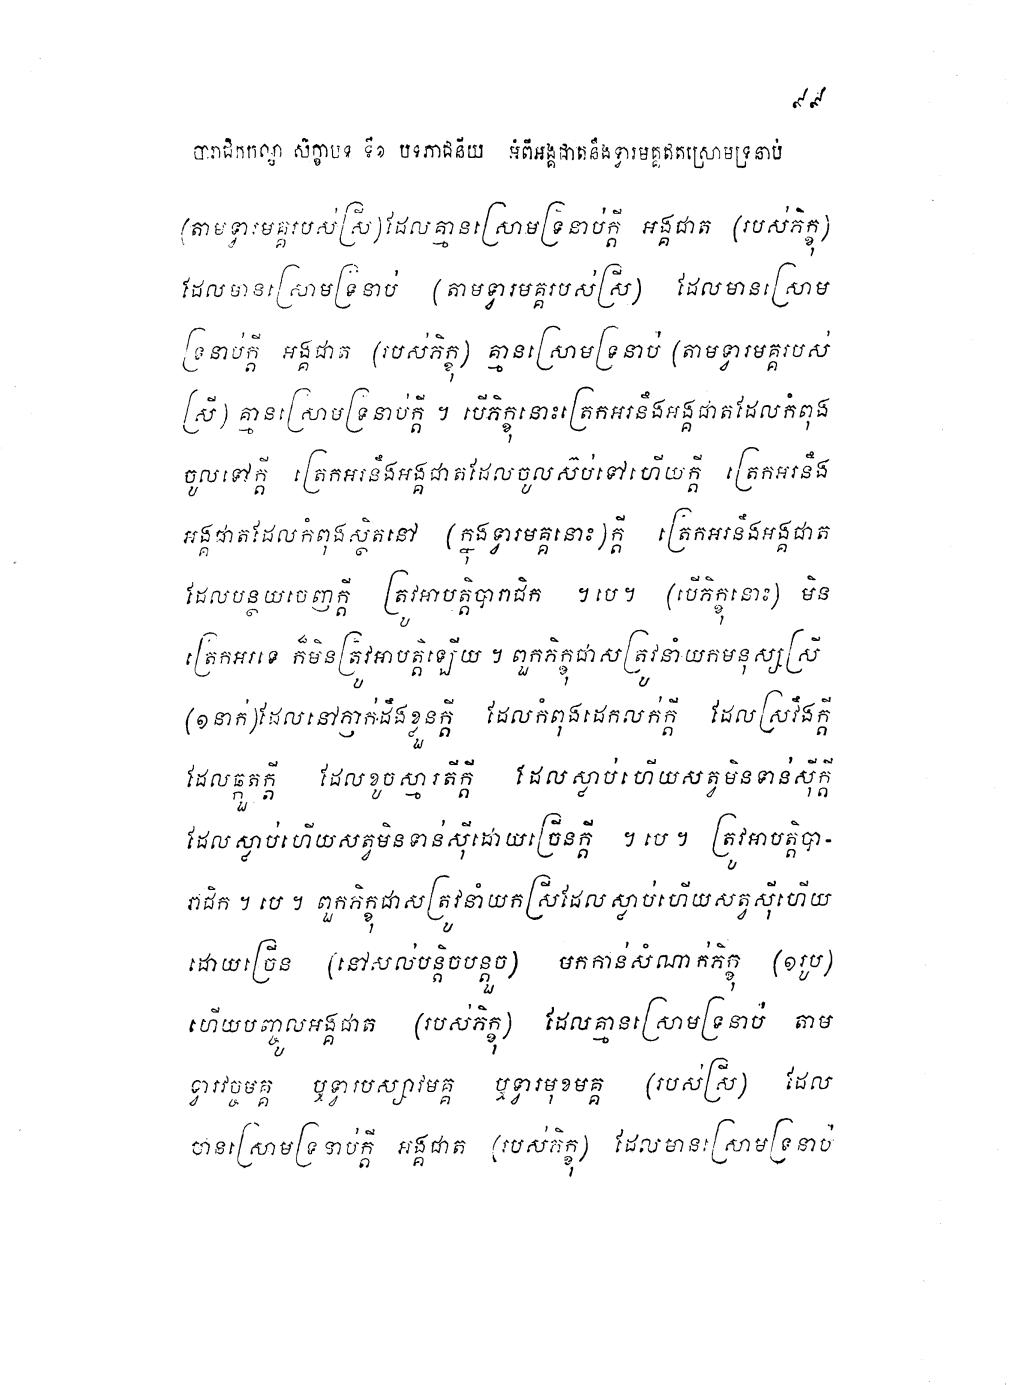 ៩៩
បារាជិកកណ្ឌ សិក្ខាបទ ទី១ បទភាជនីយ អំពីអង្គជាតនឹងទ្វារមគ្គឥតស្រោមទ្រនាប់
(តាមទ្វារមគ្គរបស់ស្រី)ដែលគ្មានស្រោមទ្រនាប់ក្តី អង្គជាត (របស់ភិក្ខុ)
ដែលមានស្រោមទ្រនាប់ (តាមទ្វារមគ្គរបស់ស្រី) ដែលមានស្រោម
ទ្រនាប់ក្តី អង្គជាត (របស់ភិក្ខុ) គ្មានស្រោមទ្រនាប់ (តាមទ្វារមគ្គរបស់
ស្រី) គ្មានស្រោមទ្រនាប់ក្តី ។ បើភិក្ខុនោះត្រេកអរនឹងអង្គជាតដែលកំពុង
ចូលទៅក្តី ត្រេកអរនឹងអង្គជាតដែលចូលស៊ប់ទៅហើយក្តី ត្រេកអរនឹង
អង្គជាតដែលកំពុងស្ថិតនៅ (ក្នុងទ្វារមគ្គនោះ)ក្តី ត្រេកអរនឹងអង្គជាត
ដែលបន្ថយចេញក្តី ត្រូវអាបត្តិបារាជិក ។បេ។ (បើភិក្ខុនោះ) មិន
ត្រេកអរទេ ក៏មិនត្រូវអាបត្តិឡើយ ។ ពួកភិក្ខុជាសត្រូវនាំយកមនុស្សស្រី
(១នាក់)ដែលនៅភ្ញាក់ដឹងខ្លួនក្តី ដែលកំពុងដេកលក់ក្តី ដែលស្រវឹងក្តី
ដែលឆ្កួតក្តី ដែលខូចស្មារតីក្តី ដែលស្លាប់ហើយសត្វមិនទាន់ស៊ីក្តី
ដែលស្លាប់ហើយសត្វមិនទាន់ស៊ីដោយច្រើនក្តី ។ បេ ។ ត្រូវអាបត្តិបា-
រាជិក ។ បេ ។ ពួកភិក្ខុជាសត្រូវនាំយកស្រីដែលស្លាប់ហើយសត្វស៊ីហើយ
ដោយច្រើន (នៅសល់បន្តិចបន្តួច) មកកាន់សំណាក់ភិក្ខុ (១រូប)
ហើយបញ្ចូលអង្គជាត (របស់ភិក្ខុ) ដែលគ្មានស្រោមទ្រនាប់ តាម
ទ្វារវច្ចមគ្គ ឬទ្វារបស្សាវមគ្គ ឬទ្វារមុខមគ្គ (របស់ស្រី) ដែល
មានស្រោមទ្រនាប់ក្តី អង្គជាត (របស់ភិក្ខុ) ដែលមានស្រោមទ្រនាប់